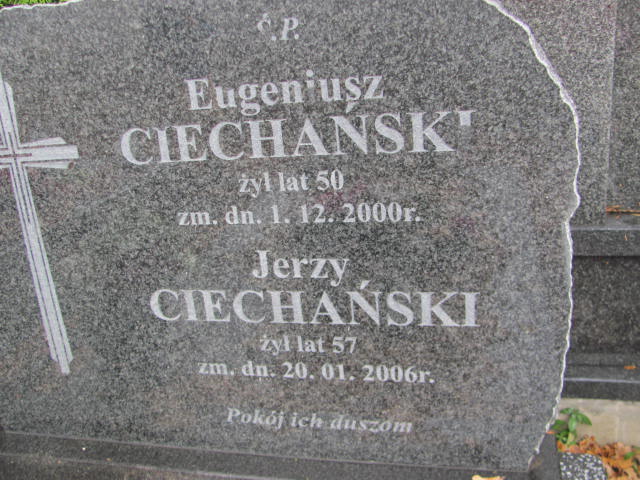 Ś.P.
Eugeniusz
CIECHAŃSKI
żył lat 50
zm. dn. 1. 12. 2000r.
Jerzy
CIECHAŃSKI
żył lat 57
zm. dn. 20. 01. 2006r.
Pokój ich duszom